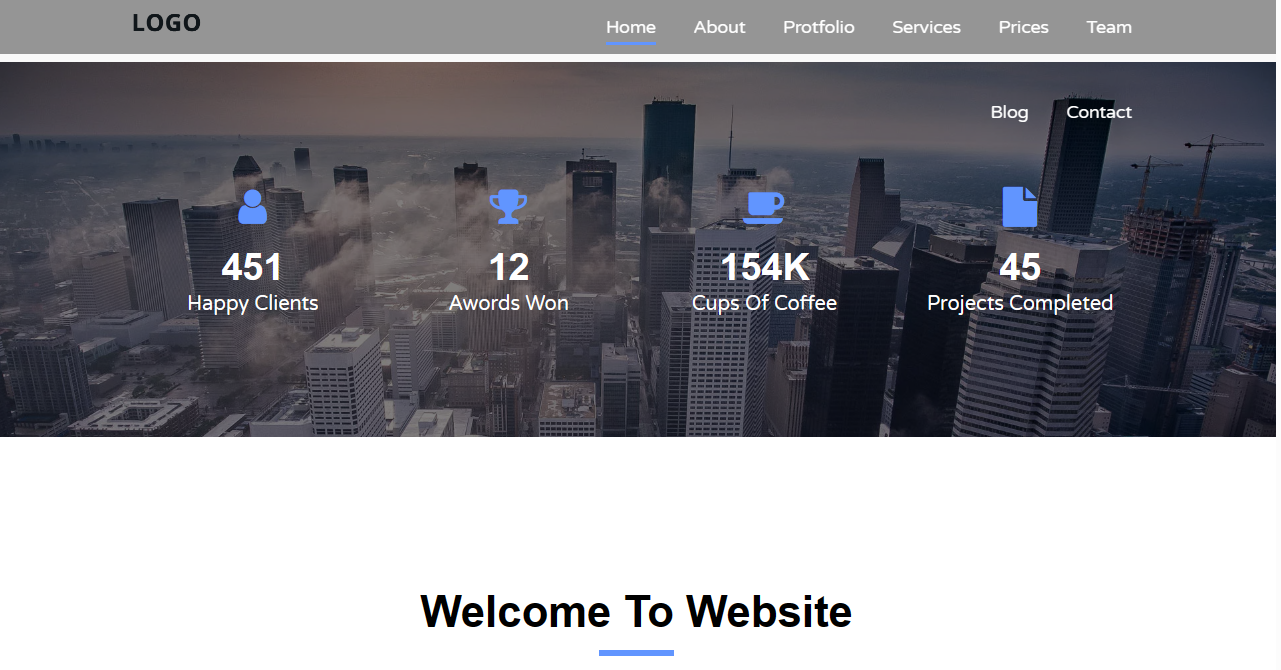 LOGO
Home About Protfolio Services Prices Team
Blog Contact
451 12 154K 45
Happy Clients Awords Won Cups Of Coffee Projects Completed
Welcome To Website